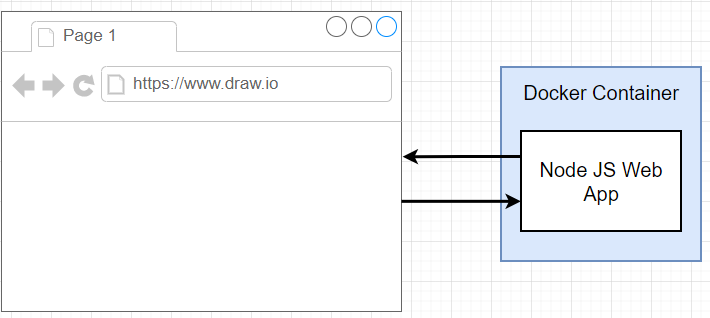 Page 1
https://www.draw.io
Docker Container
Node JS Web
App